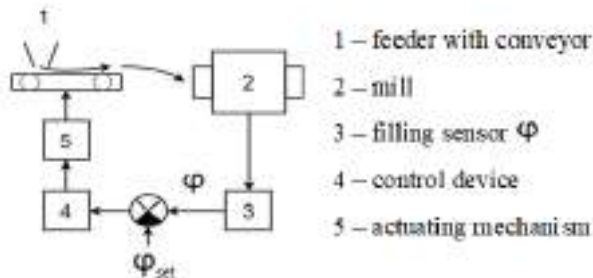 1
2
5
4
φ
3
φset
1 – feeder with conveyor
2 – mill
3 – filling sensor φ
4 – control device
5 – actuating mechanism